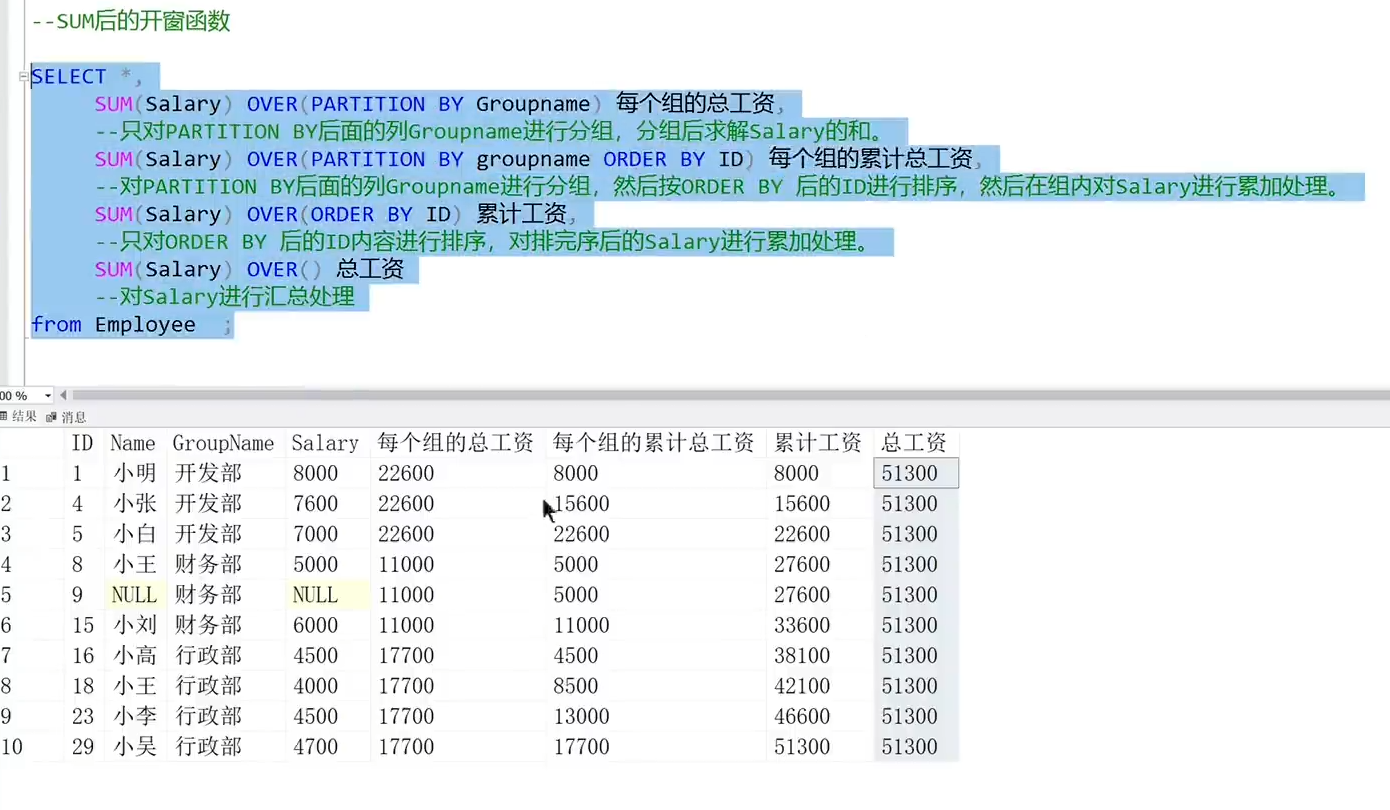 --SUM后的开窗函数
SELECT *,
SUM(Salary) OVER(PARTITION BY Groupname) 每个组的总工资,
--只对PARTITION BY后面的列Groupname进行分组，分组后求解Salary的和。
SUM(Salary) OVER(PARTITION BY groupname ORDER BY ID) 每个组的累计总工资,
--对PARTITION BY后面的列Groupname进行分组，然后按ORDER BY 后的ID进行排序，然后在组内对Salary进行累加处理。
SUM(Salary) OVER(ORDER BY ID) 累计工资,
--只对ORDER BY 后的ID内容进行排序，对排完序后的Salary进行累加处理。
SUM(Salary) OVER() 总工资
--对Salary进行汇总处理
from Employee ;
00 %
结果 消息
ID Name GroupName Salary 每个组的总工资 每个组的累计总工资 累计工资 总工资
1 1 小明 开发部 8000 22600 8000 8000 51300
2 4 小张 开发部 7600 22600 15600 15600 51300
3 5 小白 开发部 7000 22600 22600 22600 51300
4 8 小王 财务部 5000 11000 5000 27600 51300
5 9 NULL 财务部 NULL 11000 5000 27600 51300
6 15 小刘 财务部 6000 11000 11000 33600 51300
7 16 小高 行政部 4500 17700 4500 38100 51300
8 18 小王 行政部 4000 17700 8500 42100 51300
9 23 小李 行政部 4500 17700 13000 46600 51300
10 29 小吴 行政部 4700 17700 17700 51300 51300